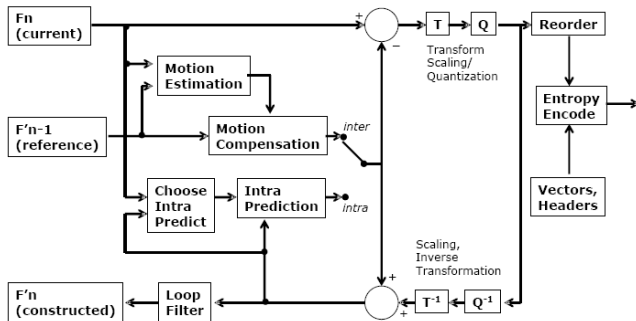 Fn
(current)
+
−
T
Q
Reorder
Transform
Scaling/
Quantization
Motion
Estimation
Entropy
Encode
F'n-1
(reference)
Motion
Compensation
inter
Choose
Intra
Predict
Intra
Prediction
intra
Vectors,
Headers
Scaling,
Inverse
Transformation
+
+
F'n
(constructed)
Loop
Filter
T-1
Q-1